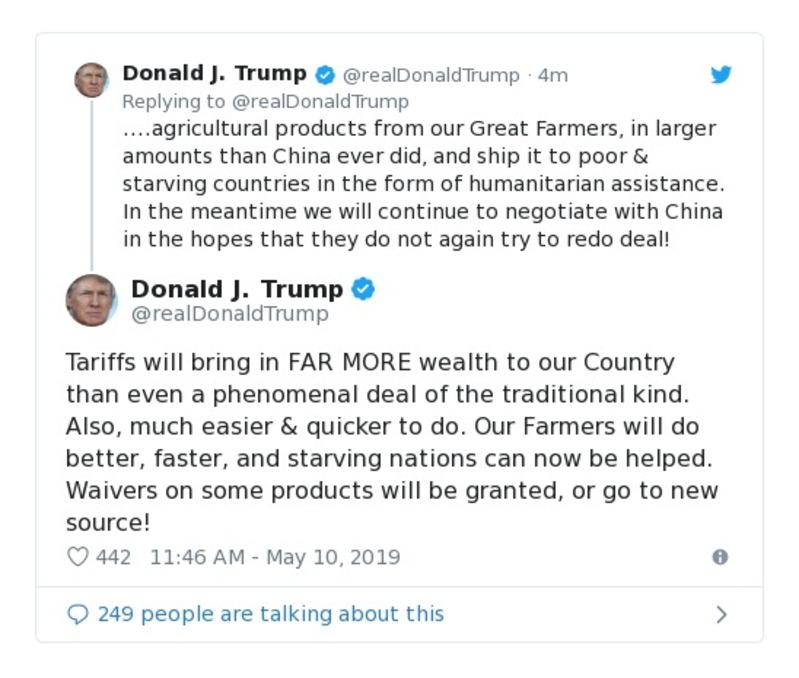 Donald J. Trump @realDonaldTrump · 4m
Replying to @realDonaldTrump
....agricultural products from our Great Farmers, in larger
amounts than China ever did, and ship it to poor &
starving countries in the form of humanitarian assistance.
In the meantime we will continue to negotiate with China
in the hopes that they do not again try to redo deal!
Donald J. Trump
@realDonaldTrump
Tariffs will bring in FAR MORE wealth to our Country
than even a phenomenal deal of the traditional kind.
Also, much easier & quicker to do. Our Farmers will do
better, faster, and starving nations can now be helped.
Waivers on some products will be granted, or go to new
source!
442 11:46 AM - May 10, 2019
249 people are talking about this